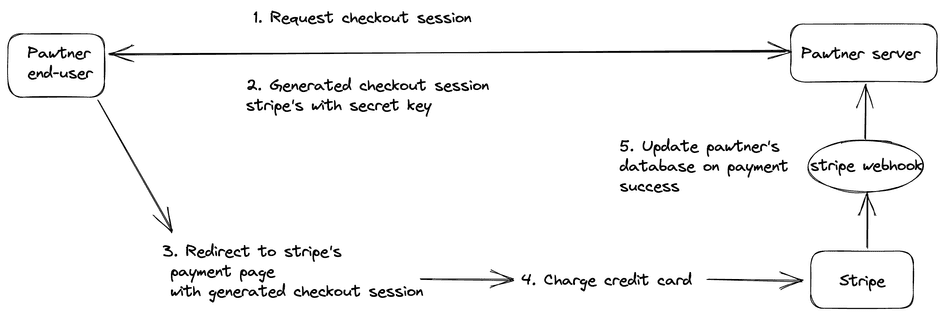 1. Request checkout session
Pawtner
end-user
Pawtner server
2. Generated checkout session
stripe's with secret key
5. Update pawtner's
database on payment
success
stripe webhook
3. Redirect to stripe's
payment page
with generated checkout session
4. Charge credit card
Stripe